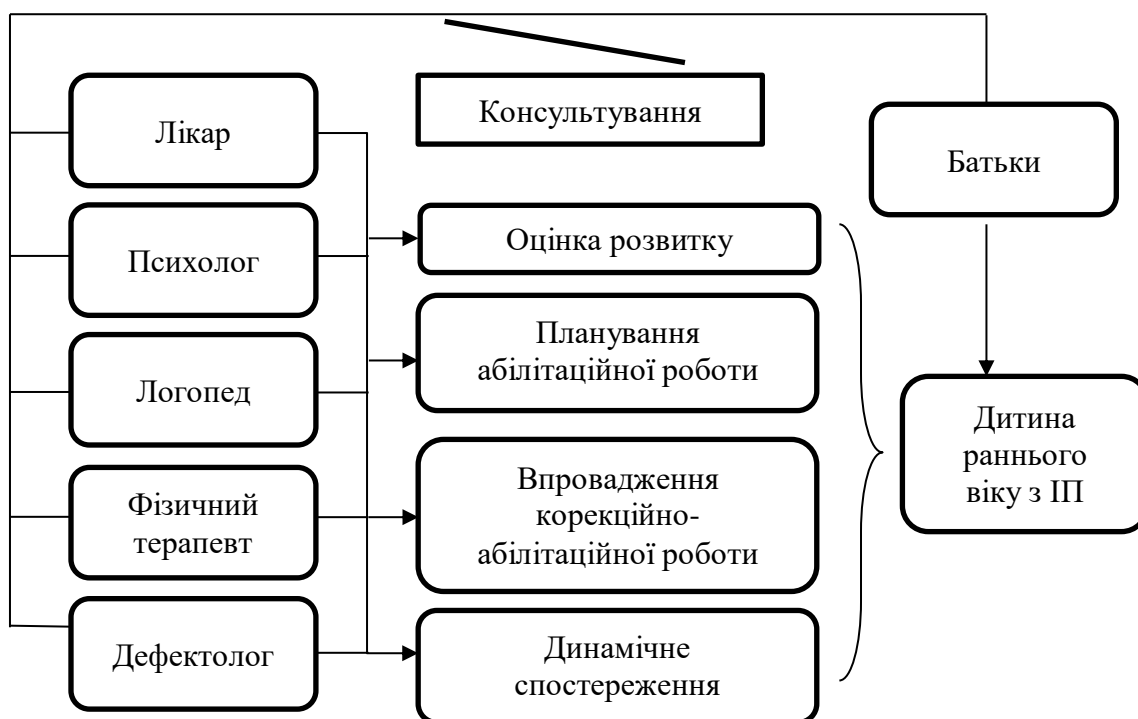 Лікар
Психолог
Логопед
Фізичний
терапевт
Дефектолог
Консультування
Оцінка розвитку
Планування
абілітаційної роботи
Впровадження
корекційно-
абілітаційної роботи
Динамічне
спостереження
Батьки
Дитина
раннього
віку з ІП